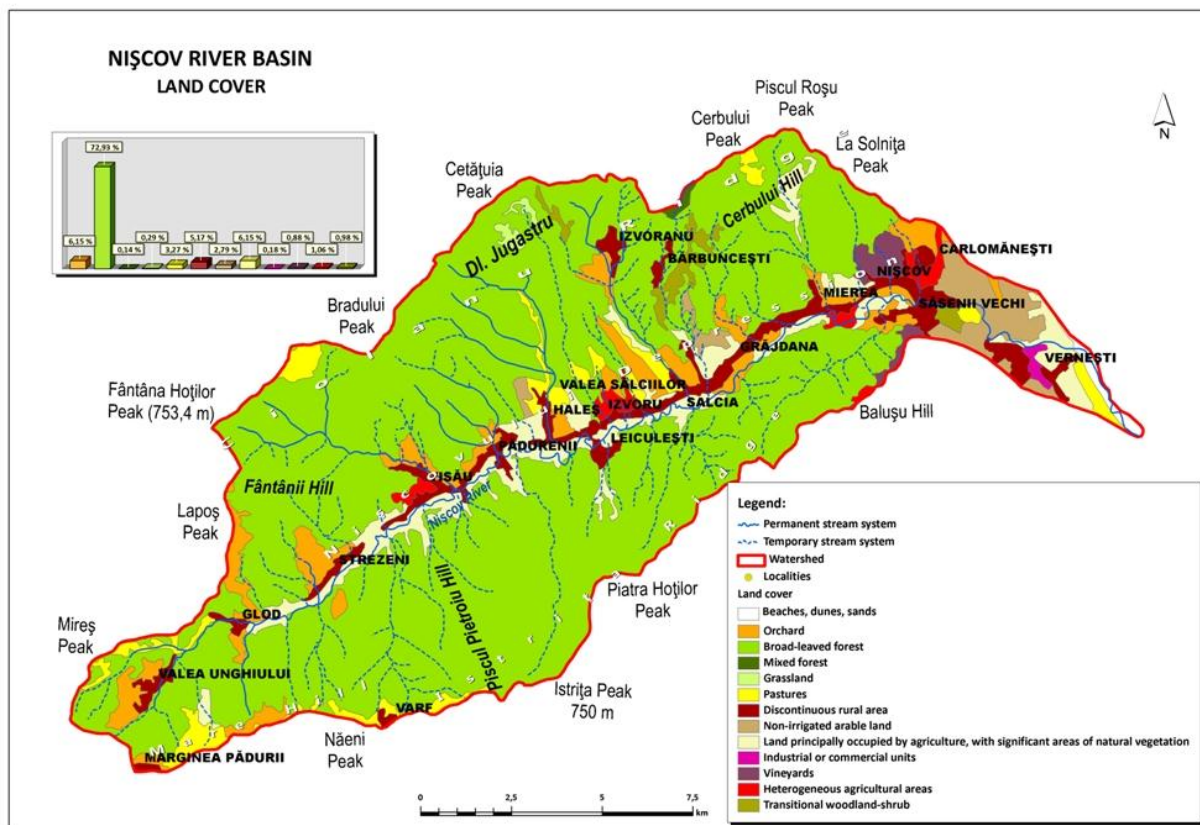 NIŞCOV RIVER BASIN
LAND COVER
72,93 %
6,15 %
0,14 %
0,29 %
3,27 %
5,17 %
2,79 %
6,15 %
0,18 %
0,88 %
1,06 %
0,98 %
N
Piscul Roşu
Peak
Cerbului
Peak
La Solniţa
Peak
Cetăţuia
Peak
Bradului
Peak
Fântâna Hoţilor
Peak (753,4 m)
Lapoş
Peak
Mireş
Peak
Năeni
Peak
Istriţa Peak
750 m
Piatra Hoţilor
Peak
Baluşu Hill
Cerbului Hill
Dl. Jugastru
Fântânii Hill
Piscul Pietroiu Hill
Nişcov River
IZVORANU
BĂRBUNCEŞTI
CARLOMĂNEŞTI
NIŞCOV
MIEREA
SĂSENII VECHI
VERNEŞTI
GRĂJDANA
VALEA SĂLCIILOR
SALCIA
IZVORU
HALEŞ
LEICULEŞTI
PĂDURENII
ISĂU
STREZENI
GLOD
VALEA UNGHIULUI
VARF
MARGINEA PĂDURII
Legend:
Permanent stream system
Temporary stream system
Watershed
Localities
Land cover
Beaches, dunes, sands
Orchard
Broad-leaved forest
Mixed forest
Grassland
Pastures
Discontinuous rural area
Non-irrigated arable land
Land principally occupied by agriculture, with significant areas of natural vegetation
Industrial or commercial units
Vineyards
Heterogeneous agricultural areas
Transitional woodland-shrub
0 2,5 5 7,5
km